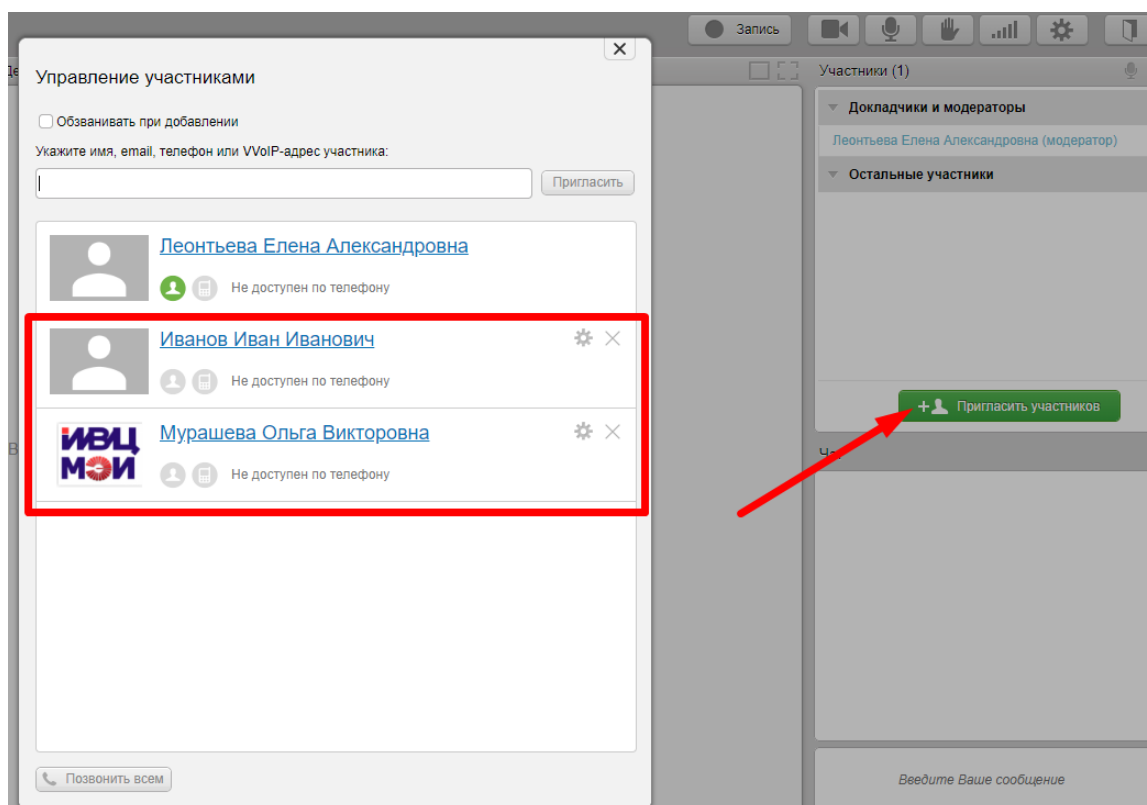 Запись
Управление участниками
Обзванивать при добавлении
Укажите имя, email, телефон или VVoIP-адрес участника:
Пригласить
Леонтьева Елена Александровна
Не доступен по телефону
Иванов Иван Иванович
Не доступен по телефону
ИВЦ
МЭИ
Мурашева Ольга Викторовна
Не доступен по телефону
Позвонить всем
Участники (1)
Докладчики и модераторы
Леонтьева Елена Александровна (модератор)
Остальные участники
Пригласить участников
Введите Ваше сообщение